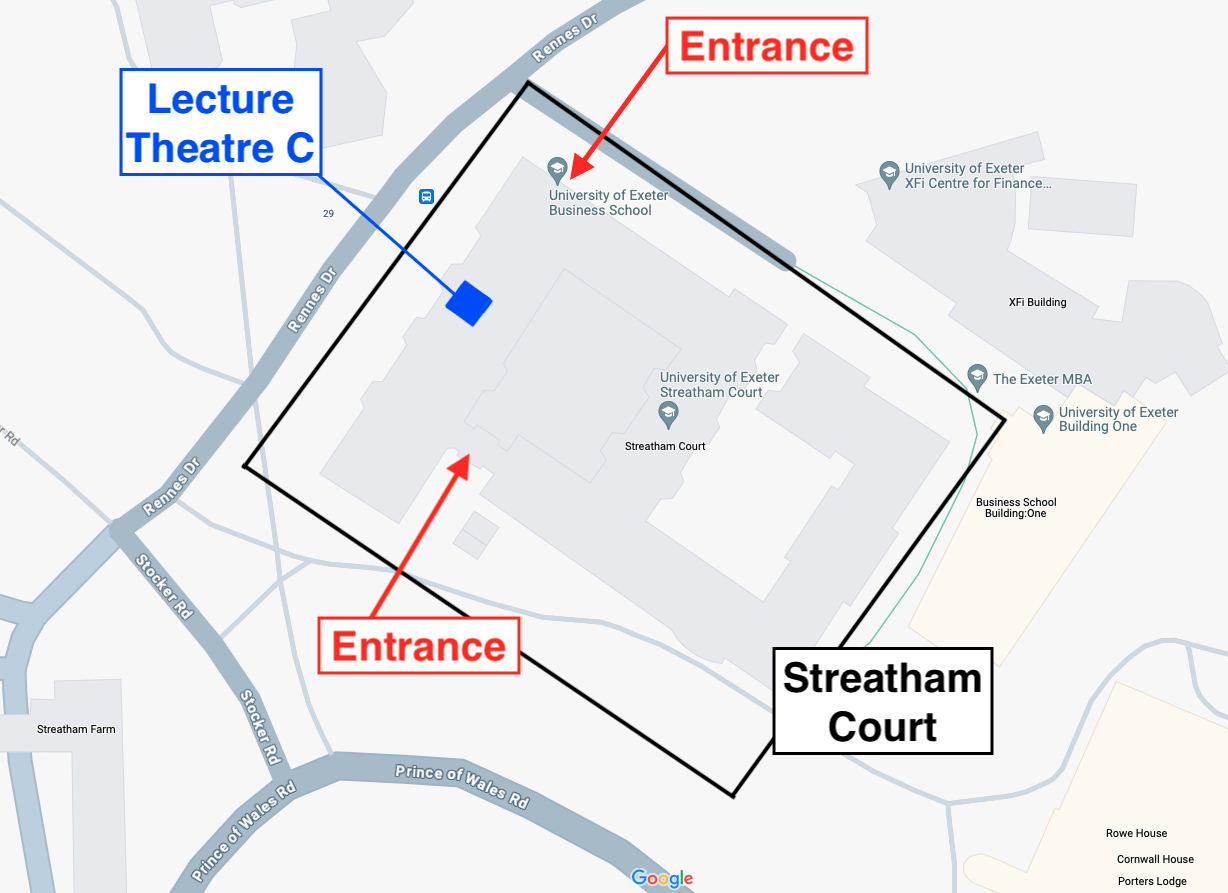 Rennes Dr
Entrance
Lecture
Theatre C
University of Exeter
XFi Centre for Finance...
University of Exeter
Business School
29
Rennes Dr
XFi Building
University of Exeter
Streatham Court
The Exeter MBA
University of Exeter
Building One
Streatham Court
r Rd
Rennes Dr
Business School
Building:One
Stocker Rd
Entrance
Streatham
Court
Stocker Rd
Streatham Farm
Prince of Wales Rd
Prince of Wales Rd
Rowe House
Cornwall House
Porters Lodge
Google